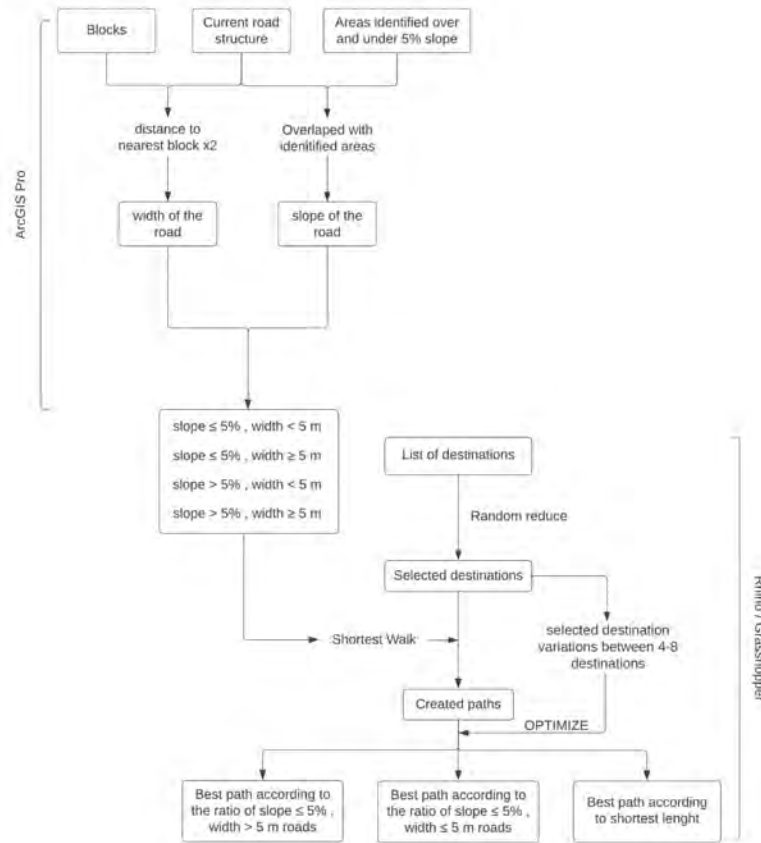 Blocks
Current road
structure
Areas identified over
and under 5% slope
distance to
nearest block x2
Overlaped with
idenitified areas
ArcGIS Pro
width of the
road
slope of
the road
slope ≤ 5% , width < 5 m
slope ≤ 5% , width ≥ 5 m
slope > 5% , width < 5 m
slope > 5% , width ≥ 5 m
List of destinations
Random reduce
Selected destinations
Rhino / Grasshopper
Shortest Walk
selected destination
variations between 4-8
destinations
Created paths
OPTIMIZE
Best path according to
the ratio of slope ≤ 5% ,
width > 5 m roads
Best path according to
the ratio of slope ≤ 5%,
width ≤ 5 m roads
Best path according
to shortest lenght